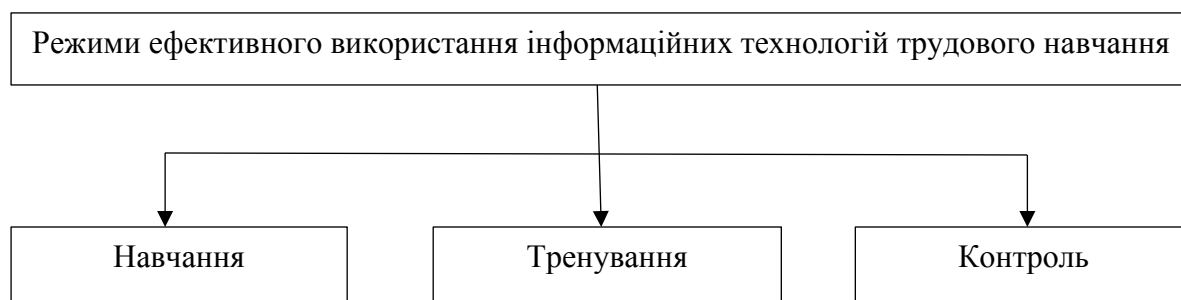 Режими ефективного використання інформаційних технологій трудового навчання
Навчання
Тренування
Контроль